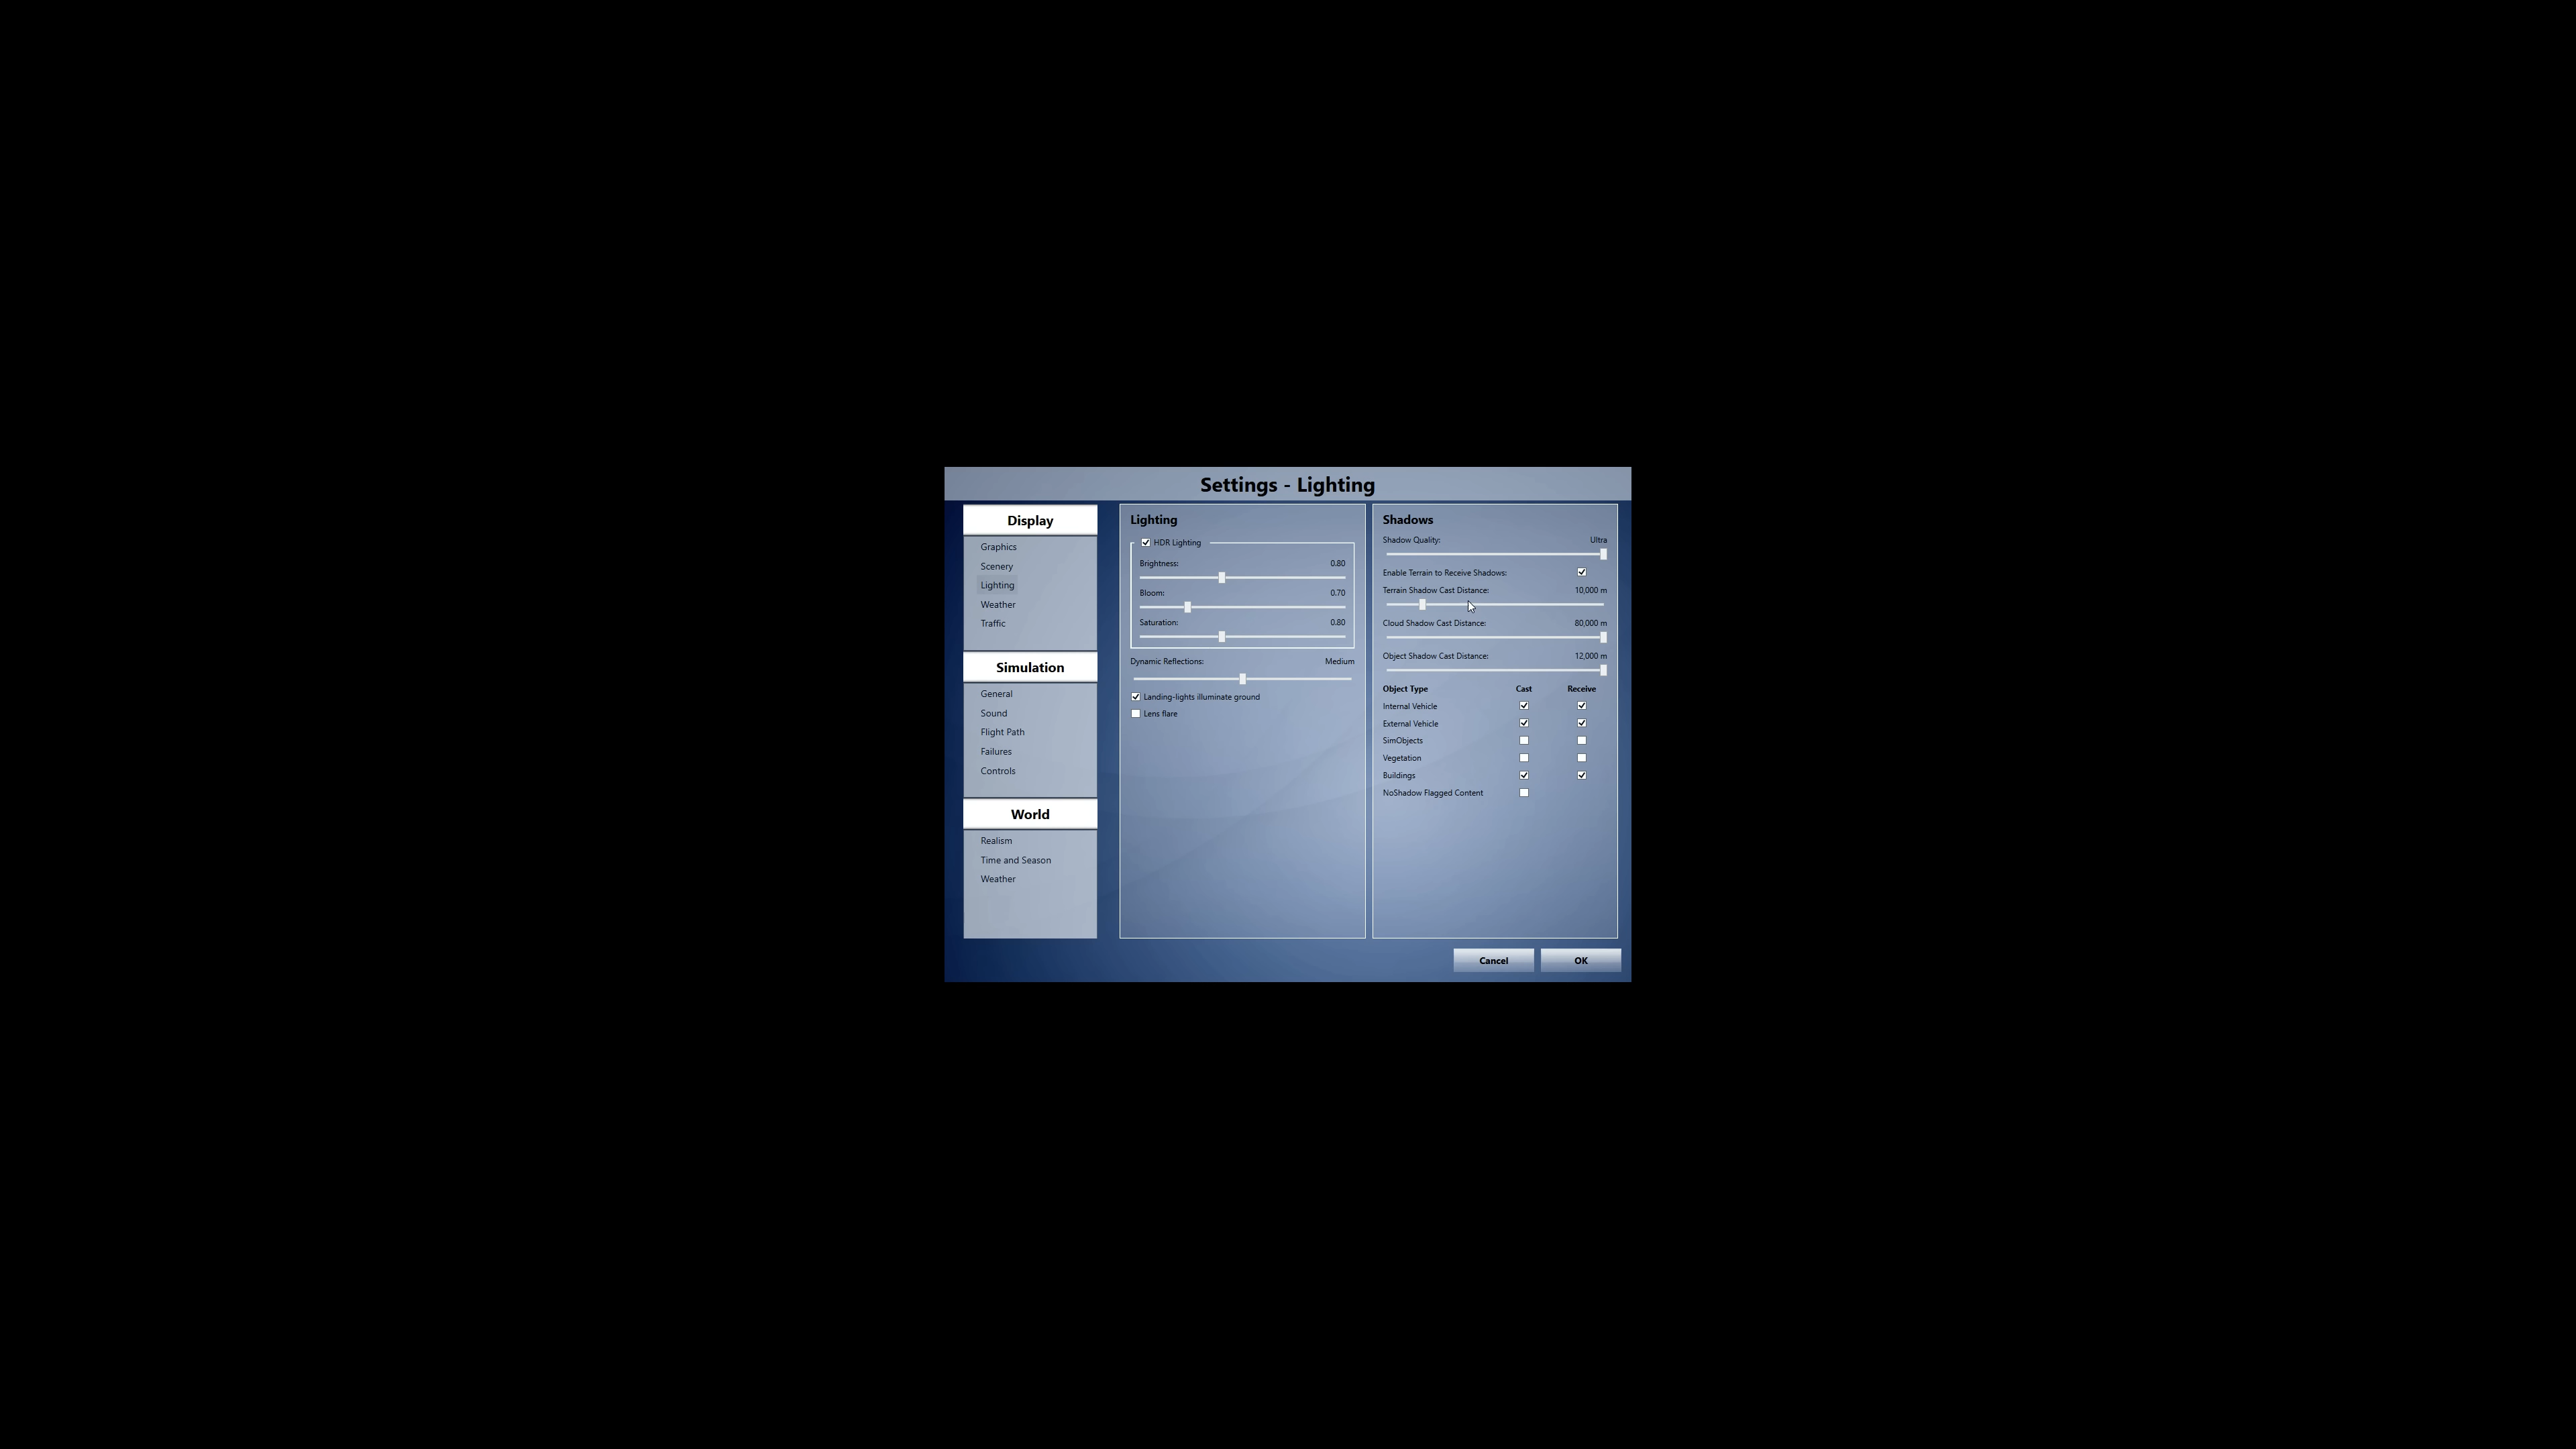 Settings - Lighting
Display
Graphics
Scenery
Lighting
Weather
Traffic
Simulation
General
Sound
Flight Path
Failures
Controls
World
Realism
Time and Season
Weather
Lighting
HDR Lighting
Brightness: 0.80
Bloom: 0.70
Saturation: 0.80
Dynamic Reflections: Medium
Landing-lights illuminate ground
Lens flare
Shadows
Shadow Quality: Ultra
Enable Terrain to Receive Shadows:
Terrain Shadow Cast Distance: 10,000 m
Cloud Shadow Cast Distance: 80,000 m
Object Shadow Cast Distance: 12,000 m
Object Type Cast Receive
Internal Vehicle
External Vehicle
SimObjects
Vegetation
Buildings
NoShadow Flagged Content
Cancel OK